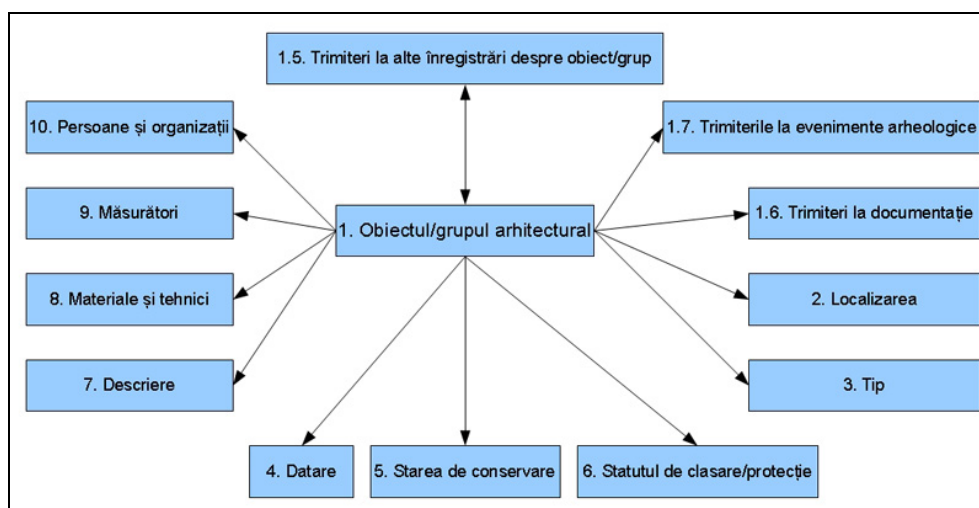 1.5. Trimiteri la alte înregistrări despre obiect/grup
10. Persoane și organizații
1.7. Trimiterile la evenimente arheologice
9. Măsurători
1. Obiectul/grupul arhitectural
1.6. Trimiteri la documentație
8. Materiale și tehnici
2. Localizarea
7. Descriere
3. Tip
4. Datare
5. Starea de conservare
6. Statutul de clasare/protecție